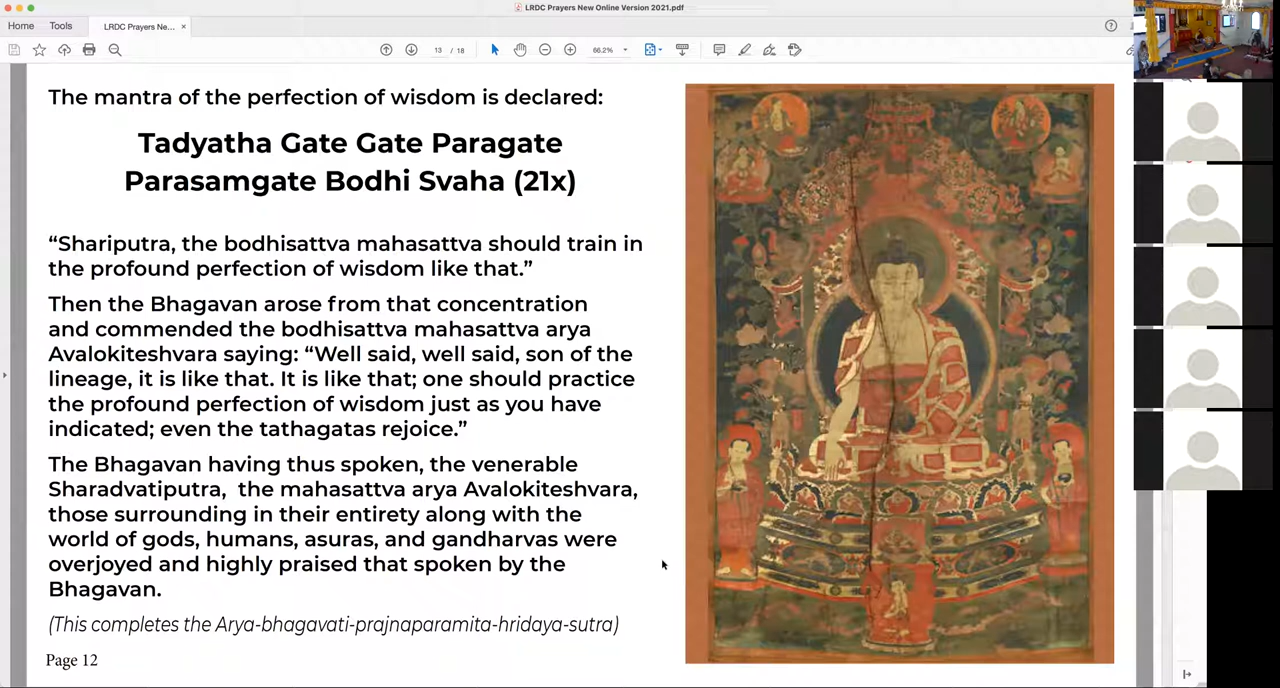 LRDC Prayers New Online Version 2021.pdf
Home Tools LRDC Prayers Ne... ×
13 / 18 66.2%
The mantra of the perfection of wisdom is declared:
Tadyatha Gate Gate Paragate
Parasamgate Bodhi Svaha (21x)
“Shariputra, the bodhisattva mahasattva should train in
the profound perfection of wisdom like that.”
Then the Bhagavan arose from that concentration
and commended the bodhisattva mahasattva arya
Avalokiteshvara saying: “Well said, well said, son of the
lineage, it is like that. It is like that; one should practice
the profound perfection of wisdom just as you have
indicated; even the tathagatas rejoice.”
The Bhagavan having thus spoken, the venerable
Sharadvatiputra, the mahasattva arya Avalokiteshvara,
those surrounding in their entirety along with the
world of gods, humans, asuras, and gandharvas were
overjoyed and highly praised that spoken by the
Bhagavan.
(This completes the Arya-bhagavati-prajnaparamita-hridaya-sutra)
Page 12